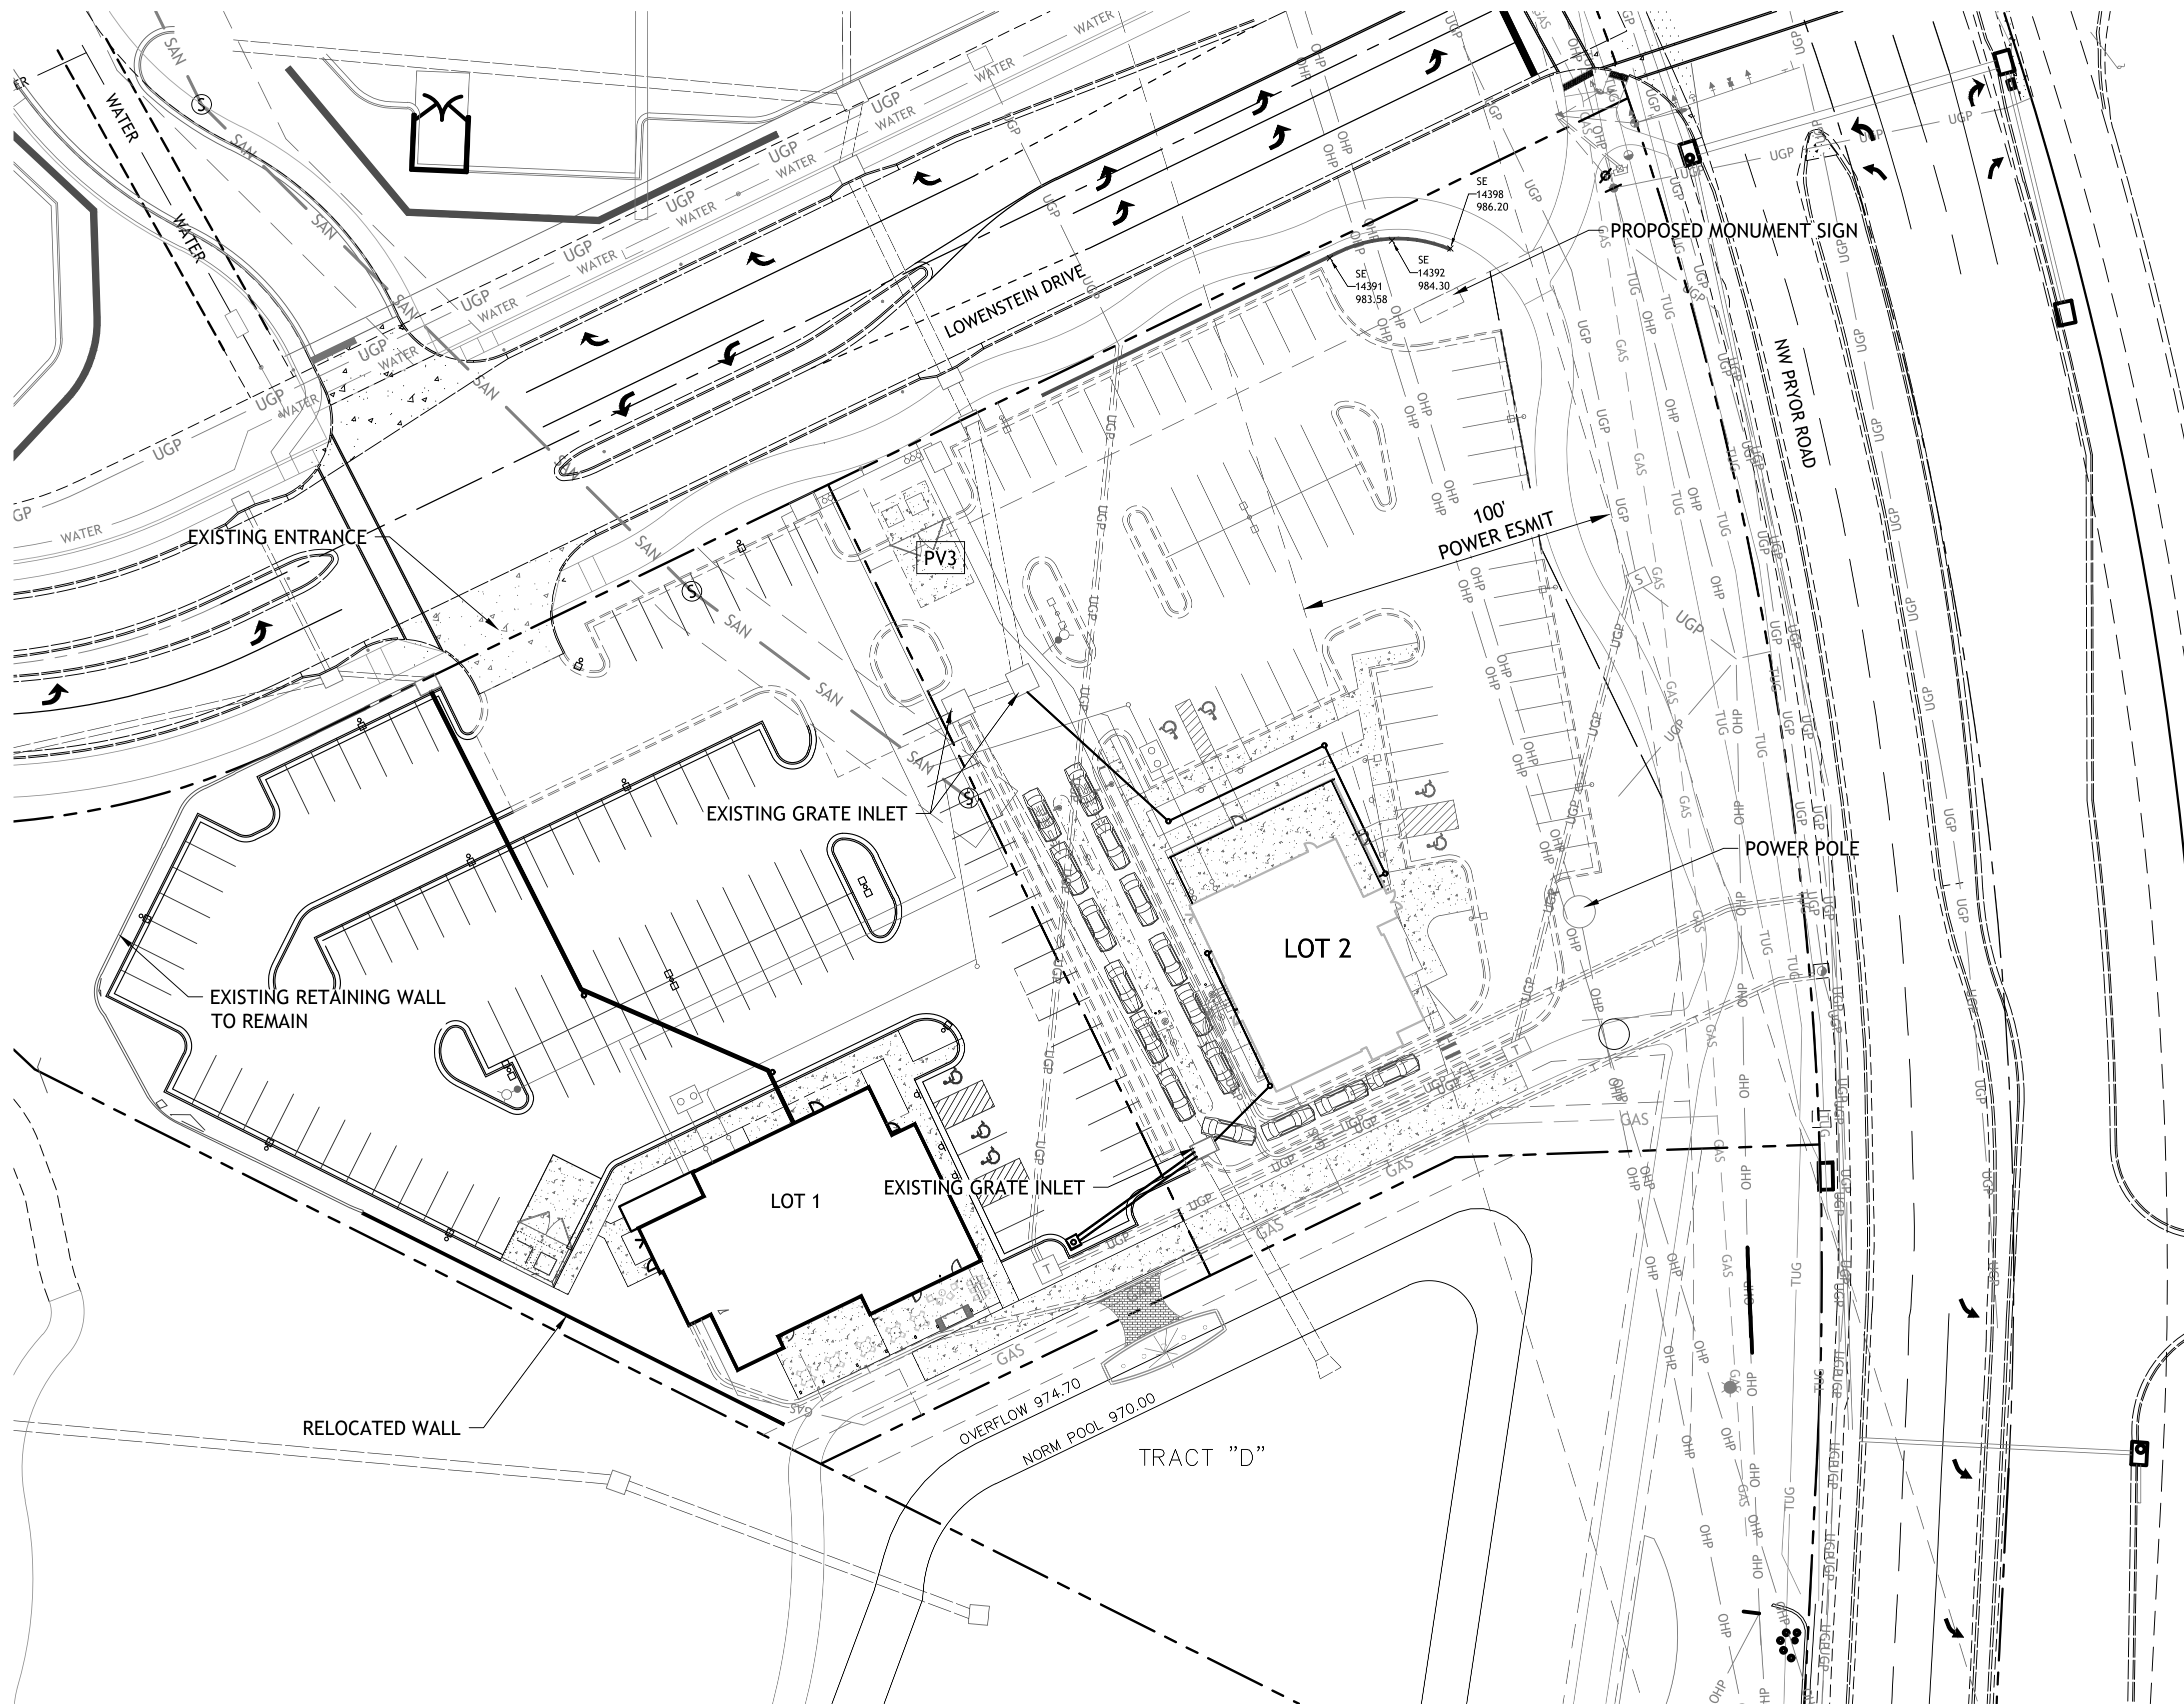 WATER
SAN
UGP
OHP
GAS
TUG
SE
14398
986.20
PROPOSED MONUMENT SIGN
SE
14392
984.30
SE
14391
983.58
LOWENSTEIN DRIVE
NW PRYOR ROAD
100'
POWER ESMIT
EXISTING ENTRANCE
PV3
S
EXISTING GRATE INLET
POWER POLE
LOT 2
EXISTING RETAINING WALL
TO REMAIN
LOT 1
EXISTING GRATE INLET
T
RELOCATED WALL
OVERFLOW 974.70
NORM POOL 970.00
TRACT "D"